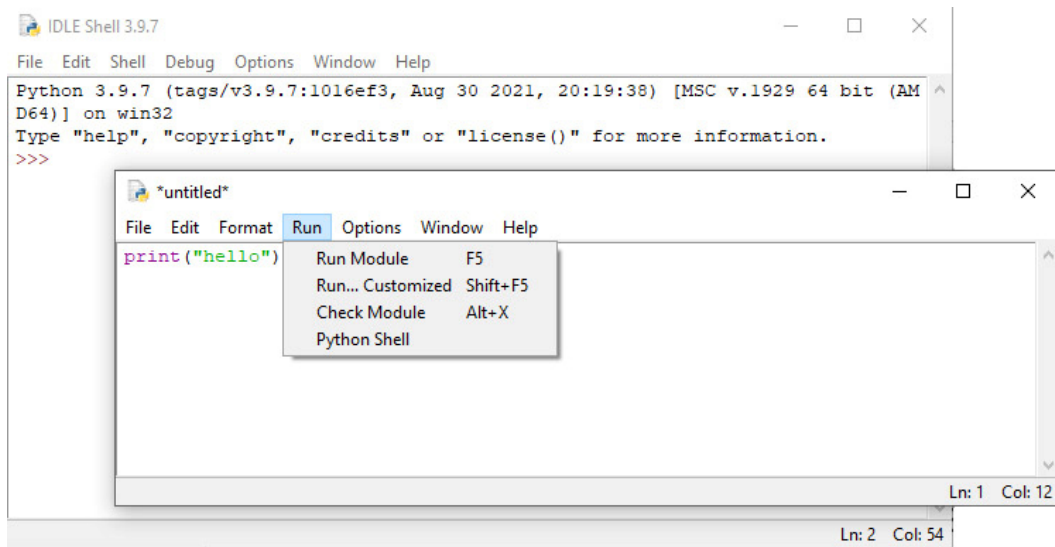 IDLE Shell 3.9.7
File Edit Shell Debug Options Window Help
Python 3.9.7 (tags/v3.9.7:1016ef3, Aug 30 2021, 20:19:38) [MSC v.1929 64 bit (AM
D64)] on win32
Type "help", "copyright", "credits" or "license()" for more information.
>>>
*untitled*
File Edit Format Run Options Window Help
print("hello")
Run Module F5
Run... Customized Shift+F5
Check Module Alt+X
Python Shell
Ln: 1 Col: 12
Ln: 2 Col: 54